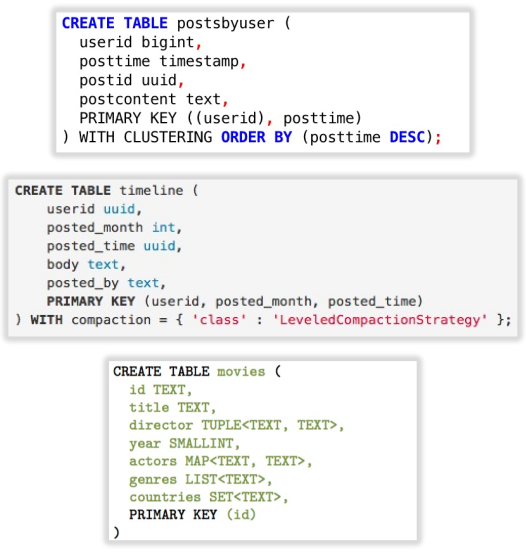 CREATE TABLE postsbyuser (
userid bigint,
posttime timestamp,
postid uuid,
postcontent text,
PRIMARY KEY ((userid), posttime)
) WITH CLUSTERING ORDER BY (posttime DESC);
CREATE TABLE timeline (
userid uuid,
posted_month int,
posted_time uuid,
body text,
posted_by text,
PRIMARY KEY (userid, posted_month, posted_time)
) WITH compaction = { 'class' : 'LeveledCompactionStrategy' };
CREATE TABLE movies (
id TEXT,
title TEXT,
director TUPLE<TEXT, TEXT>,
year SMALLINT,
actors MAP<TEXT, TEXT>,
genres LIST<TEXT>,
countries SET<TEXT>,
PRIMARY KEY (id)
)